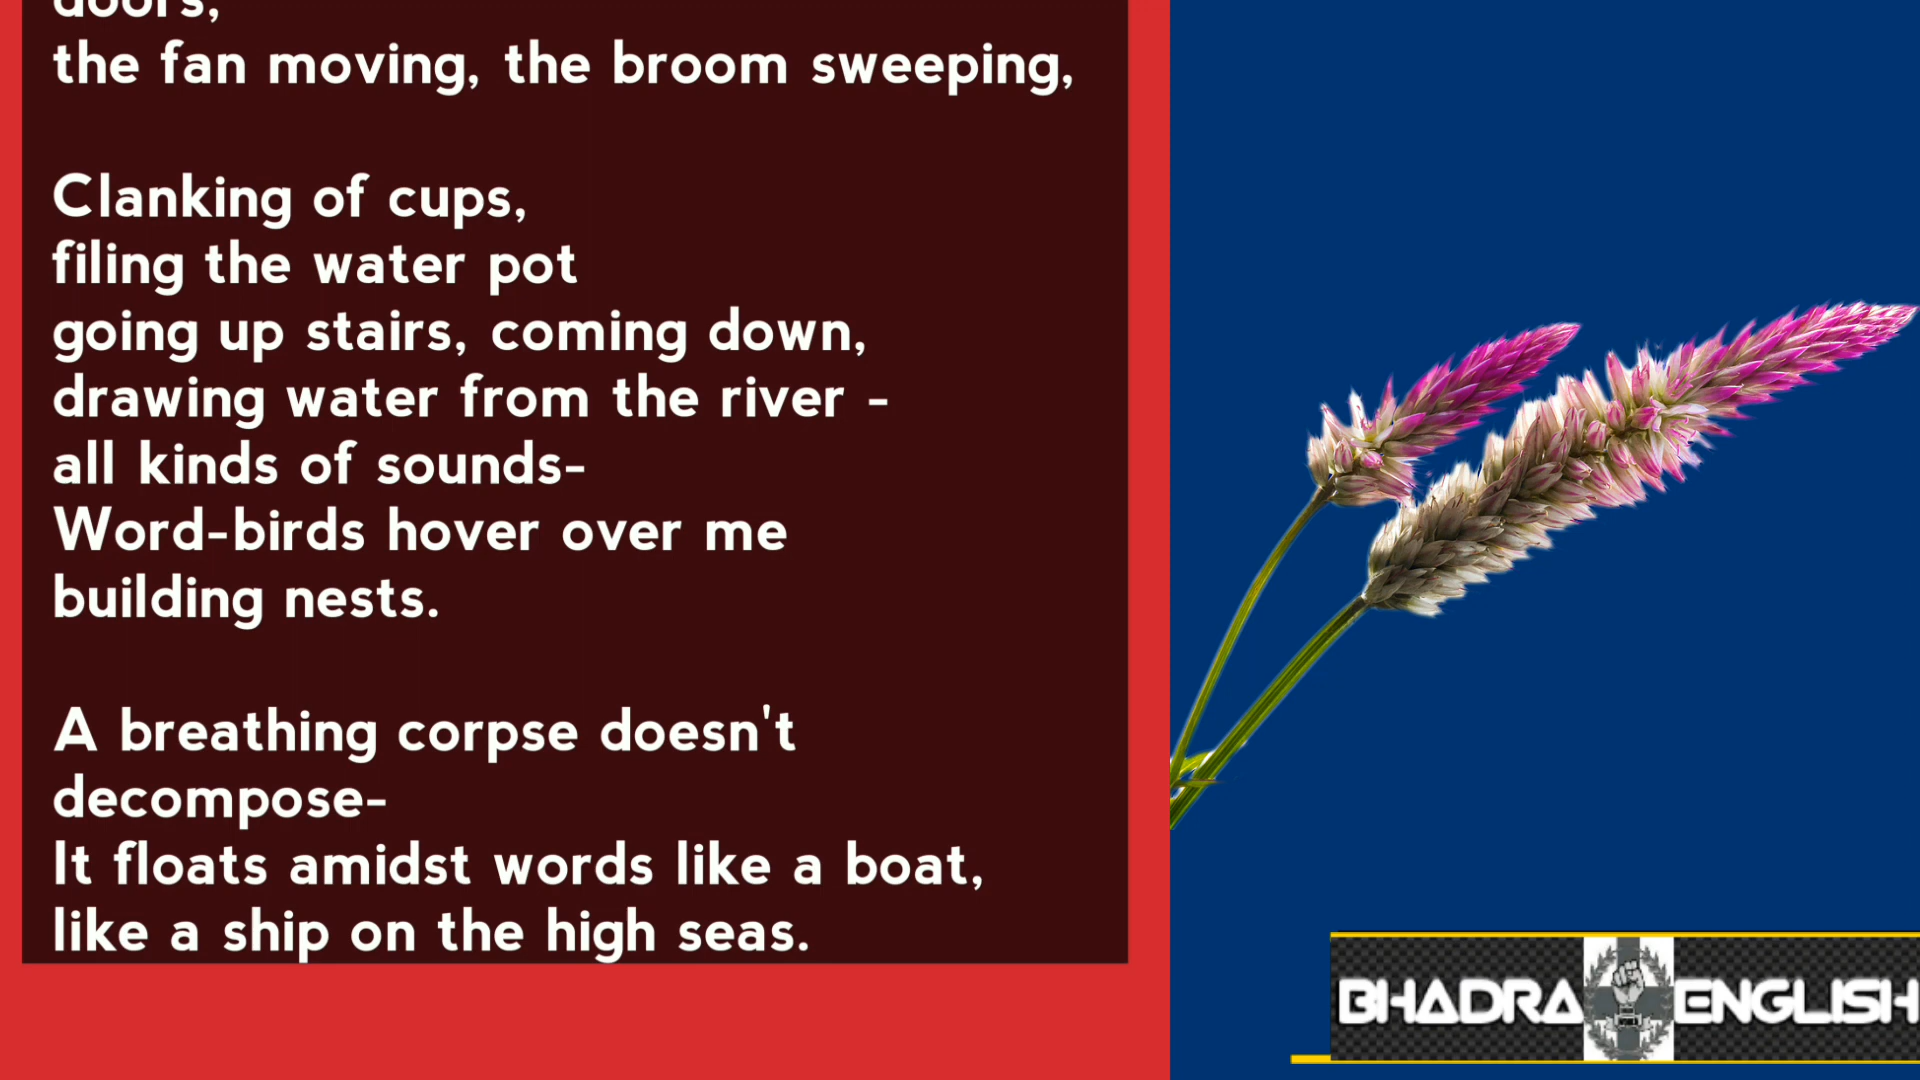 doors,
the fan moving, the broom sweeping,
Clanking of cups,
filing the water pot
going up stairs, coming down,
drawing water from the river -
all kinds of sounds-
Word-birds hover over me
building nests.
A breathing corpse doesn't
decompose-
It floats amidst words like a boat,
like a ship on the high seas.
BHADRA ENGLISH